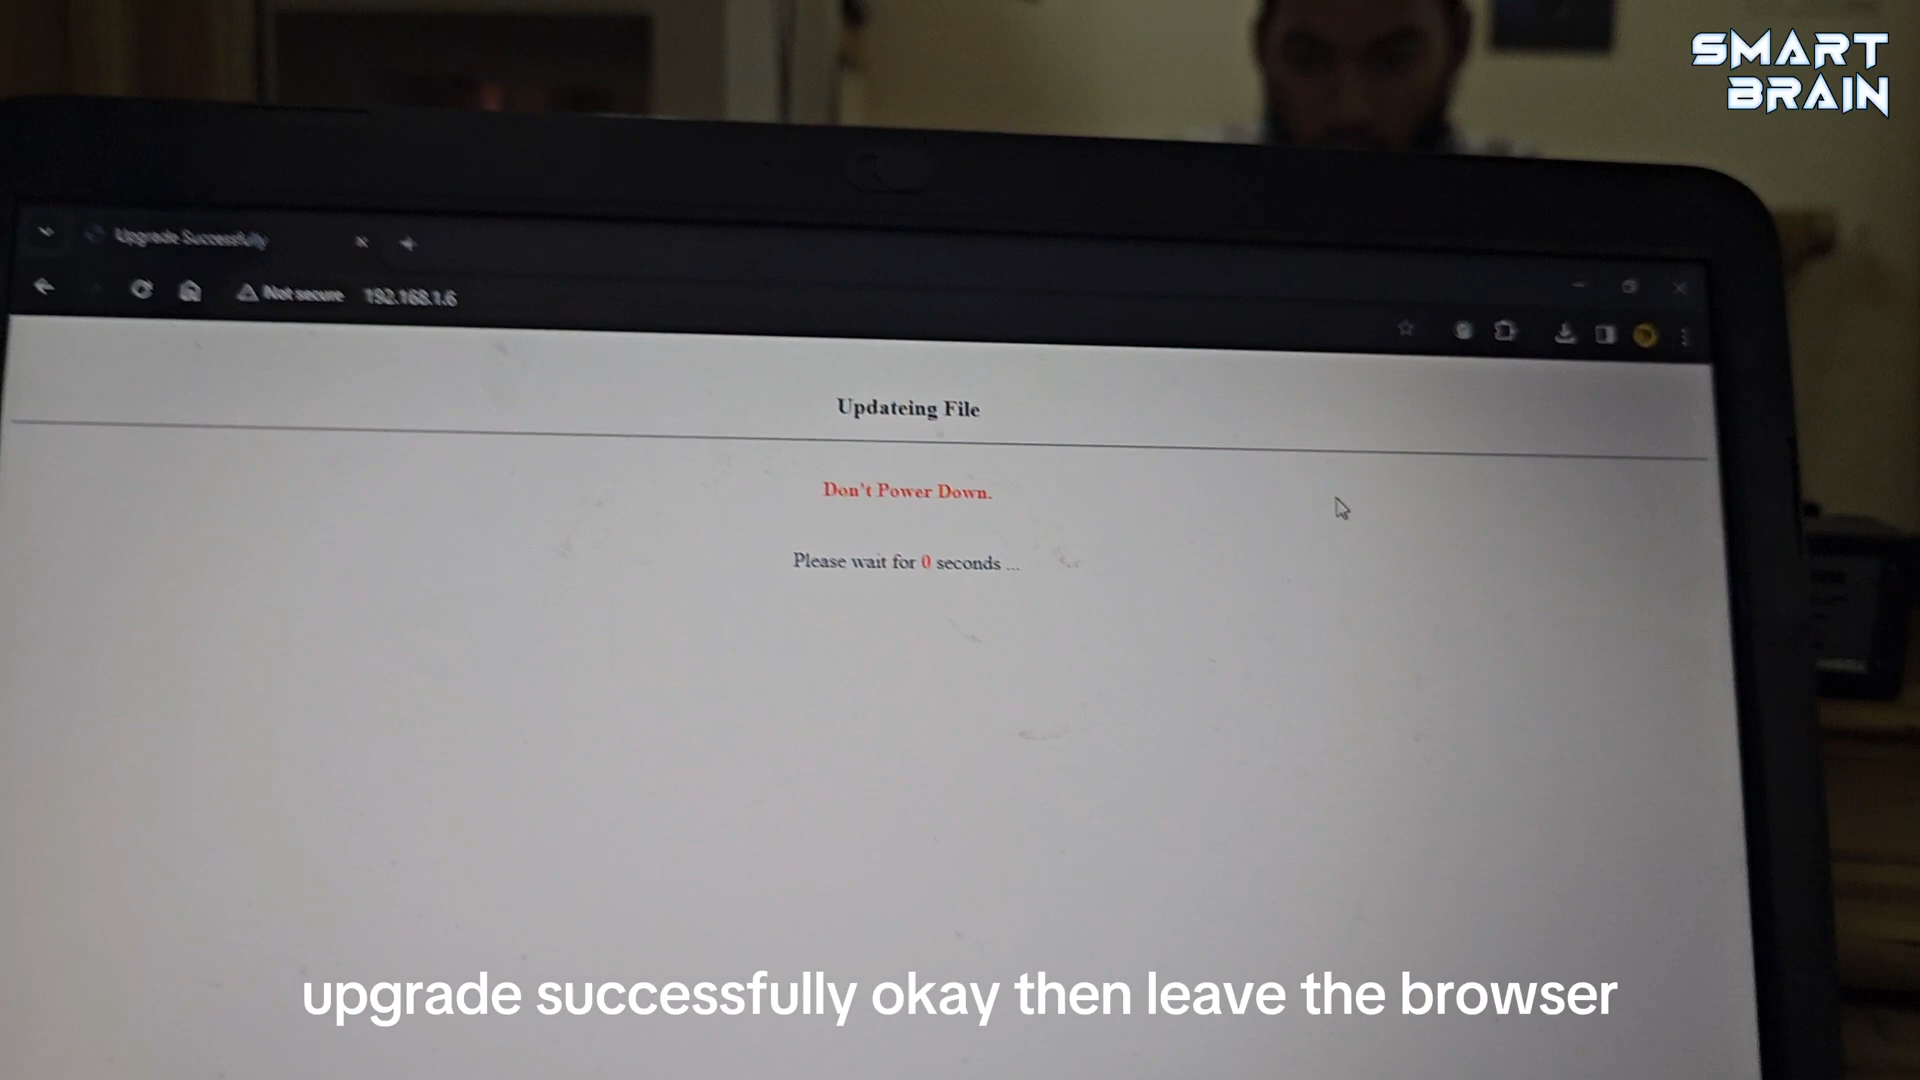 SMART
BRAIN
Upgrade Successfully
Not secure 192.168.1.6
Updateing File
Don't Power Down.
Please wait for 0 seconds ...
upgrade successfully okay then leave the browser